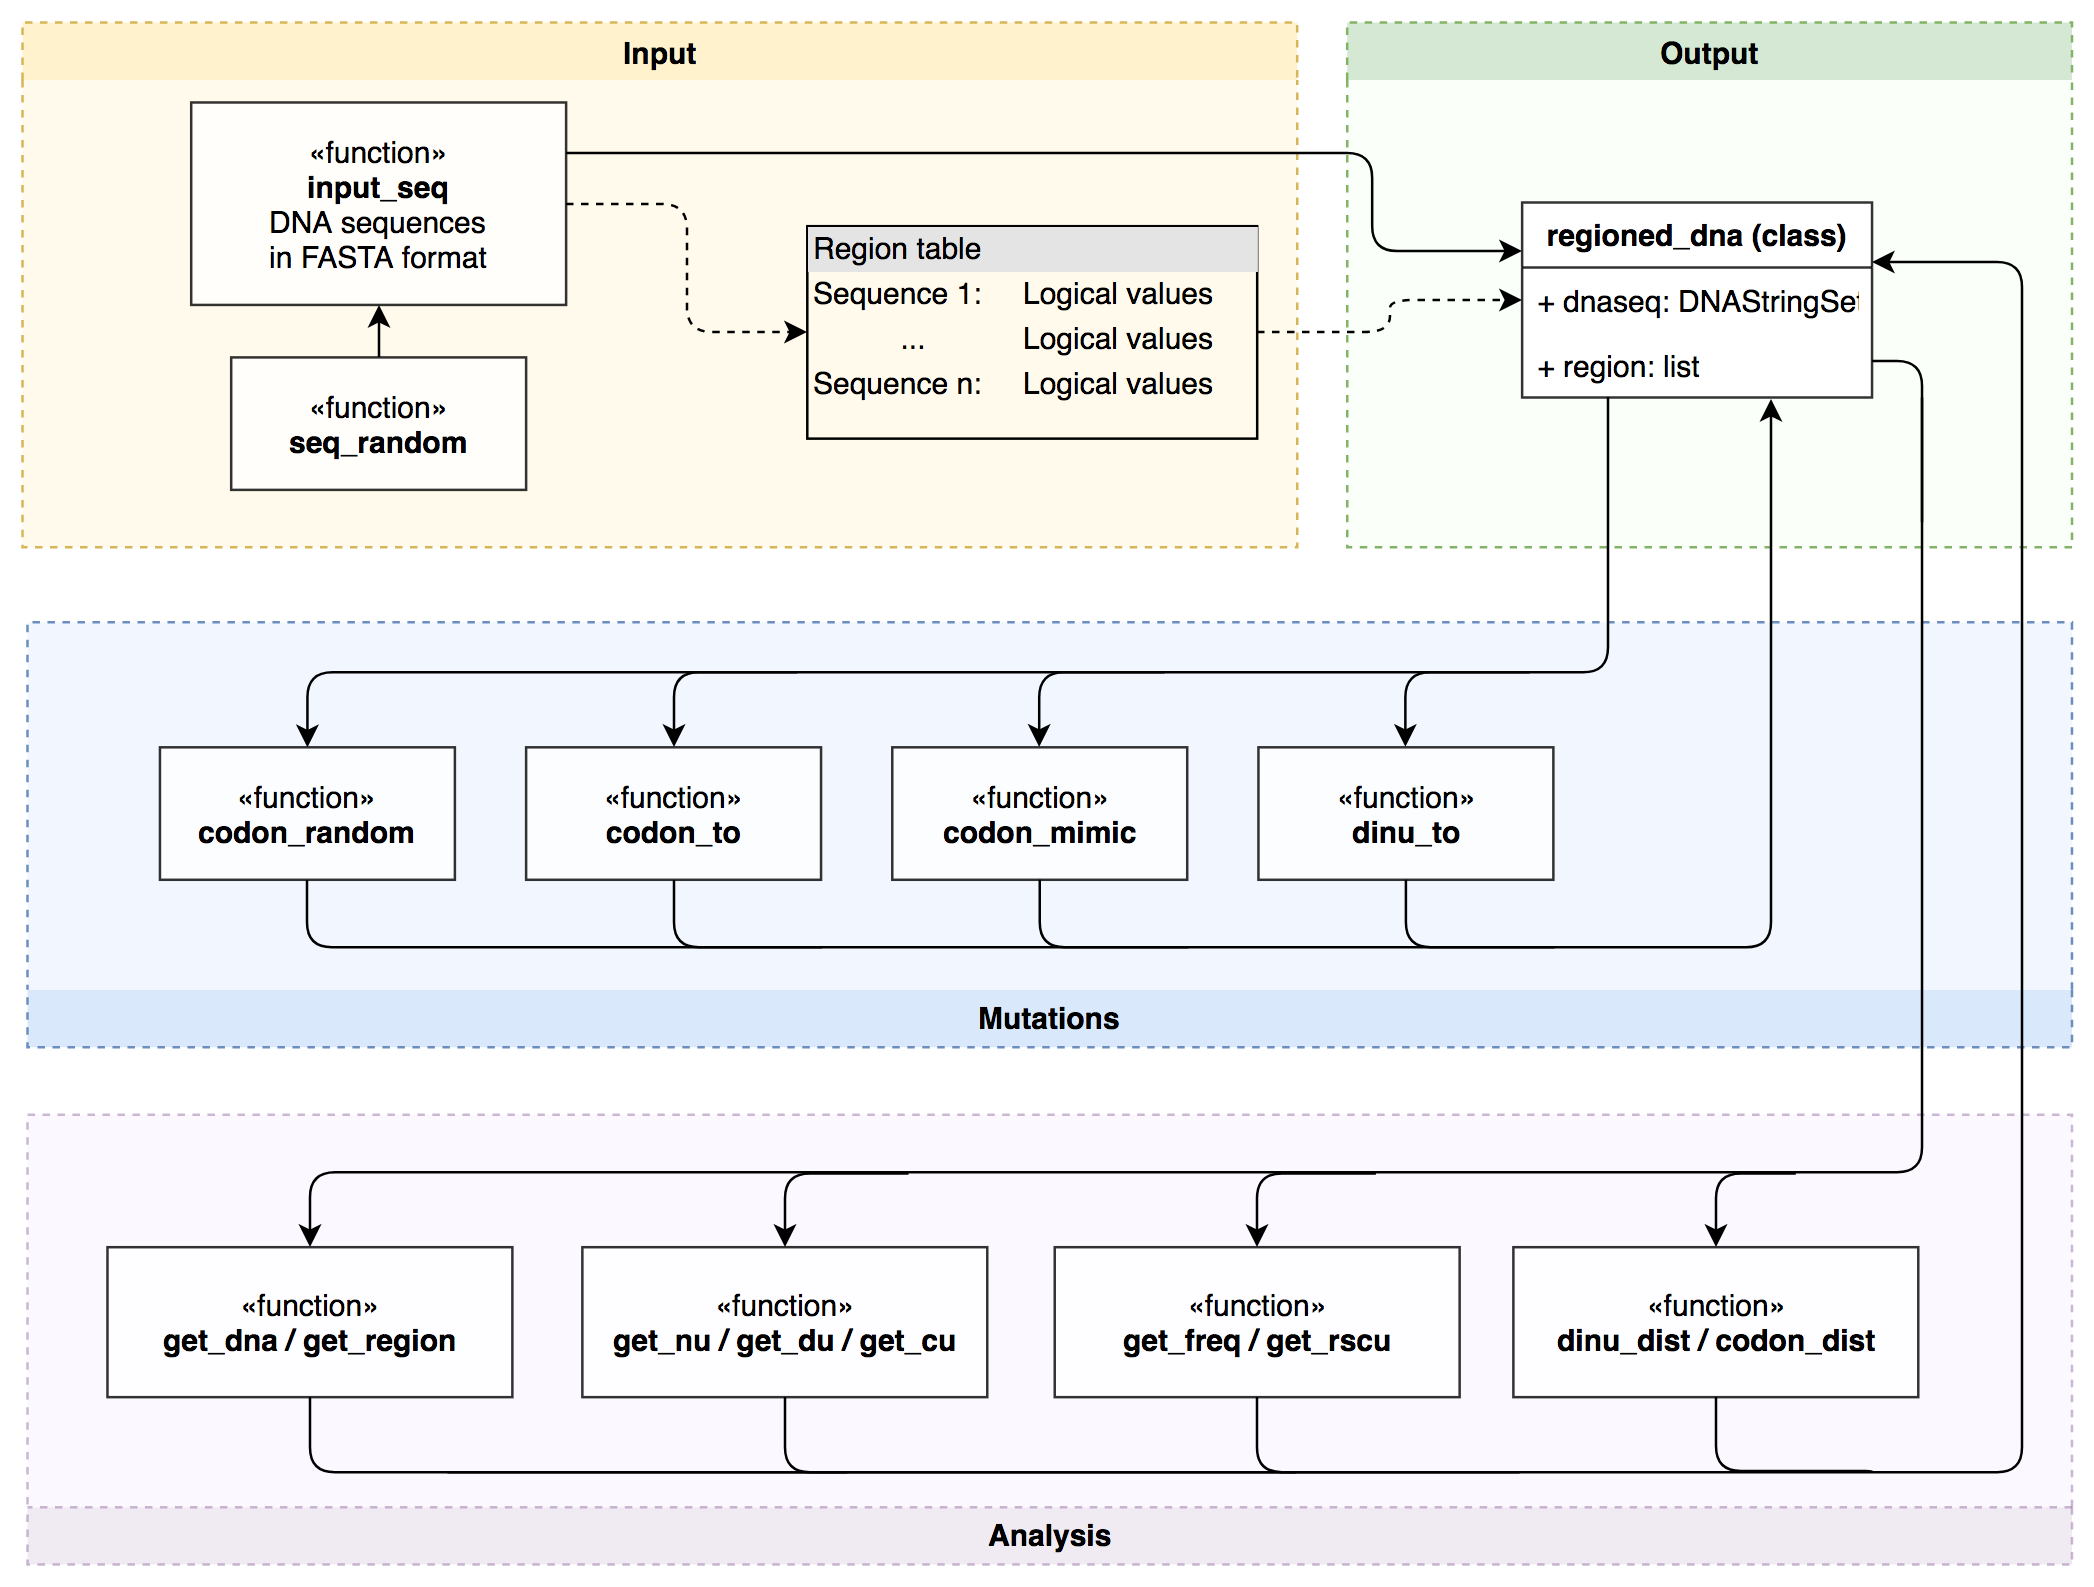 Input
«function»
input_seq
DNA sequences
in FASTA format
«function»
seq_random
Region table
Sequence 1: Logical values
... Logical values
Sequence n: Logical values
Output
regioned_dna (class)
+ dnaseq: DNAStringSet
+ region: list
«function»
codon_random
«function»
codon_to
«function»
codon_mimic
«function»
dinu_to
Mutations
«function»
get_dna / get_region
«function»
get_nu / get_du / get_cu
«function»
get_freq / get_rscu
«function»
dinu_dist / codon_dist
Analysis